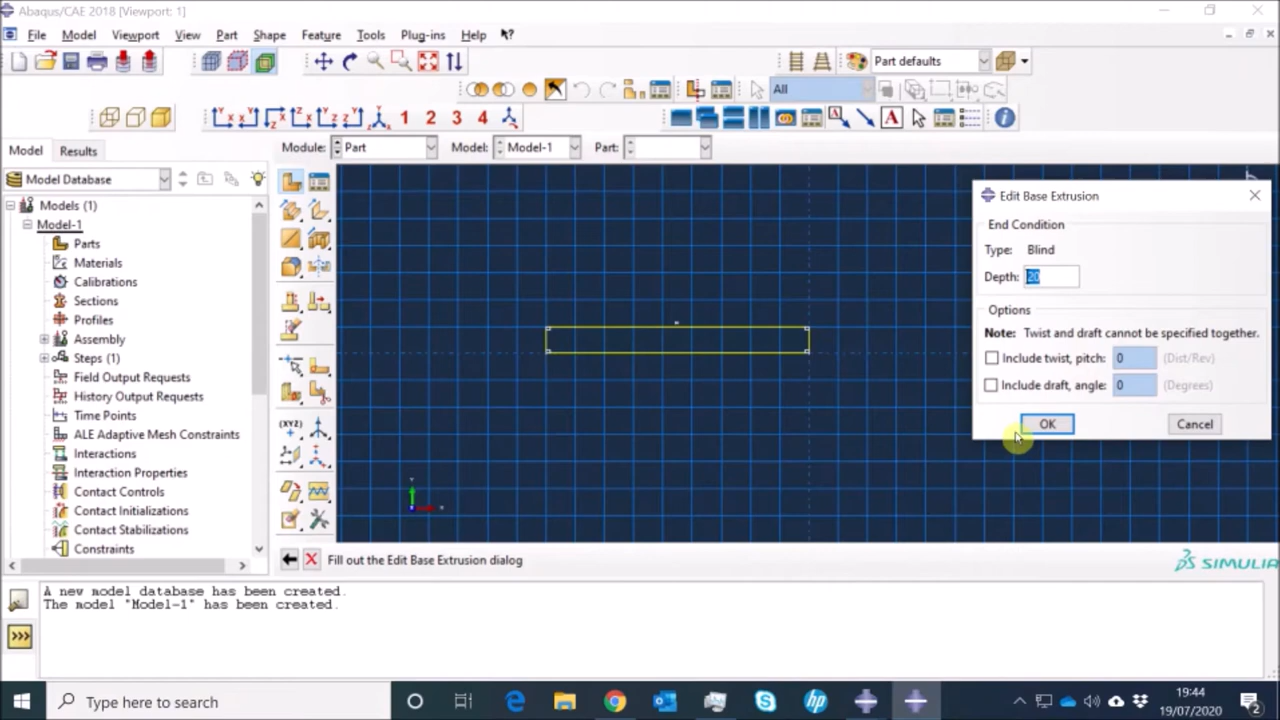 Abaqus/CAE 2018 [Viewport: 1]
File Model Viewport View Part Shape Feature Tools Plug-ins Help
Part defaults
All
1 2 3 4
Model Results
Module: Part Model: Model-1 Part:
Model Database
Models (1)
Model-1
Parts
Materials
Calibrations
Sections
Profiles
Assembly
Steps (1)
Field Output Requests
History Output Requests
Time Points
ALE Adaptive Mesh Constraints
Interactions
Interaction Properties
Contact Controls
Contact Initializations
Contact Stabilizations
Constraints
(XYZ)
Edit Base Extrusion
End Condition
Type: Blind
Depth: 20
Options
Note: Twist and draft cannot be specified together.
Include twist, pitch: 0 (Dist/Rev)
Include draft, angle: 0 (Degrees)
OK Cancel
Fill out the Edit Base Extrusion dialog
SIMULIA
A new model database has been created.
The model "Model-1" has been created.
>>>
Type here to search
19:44
19/07/2020
2